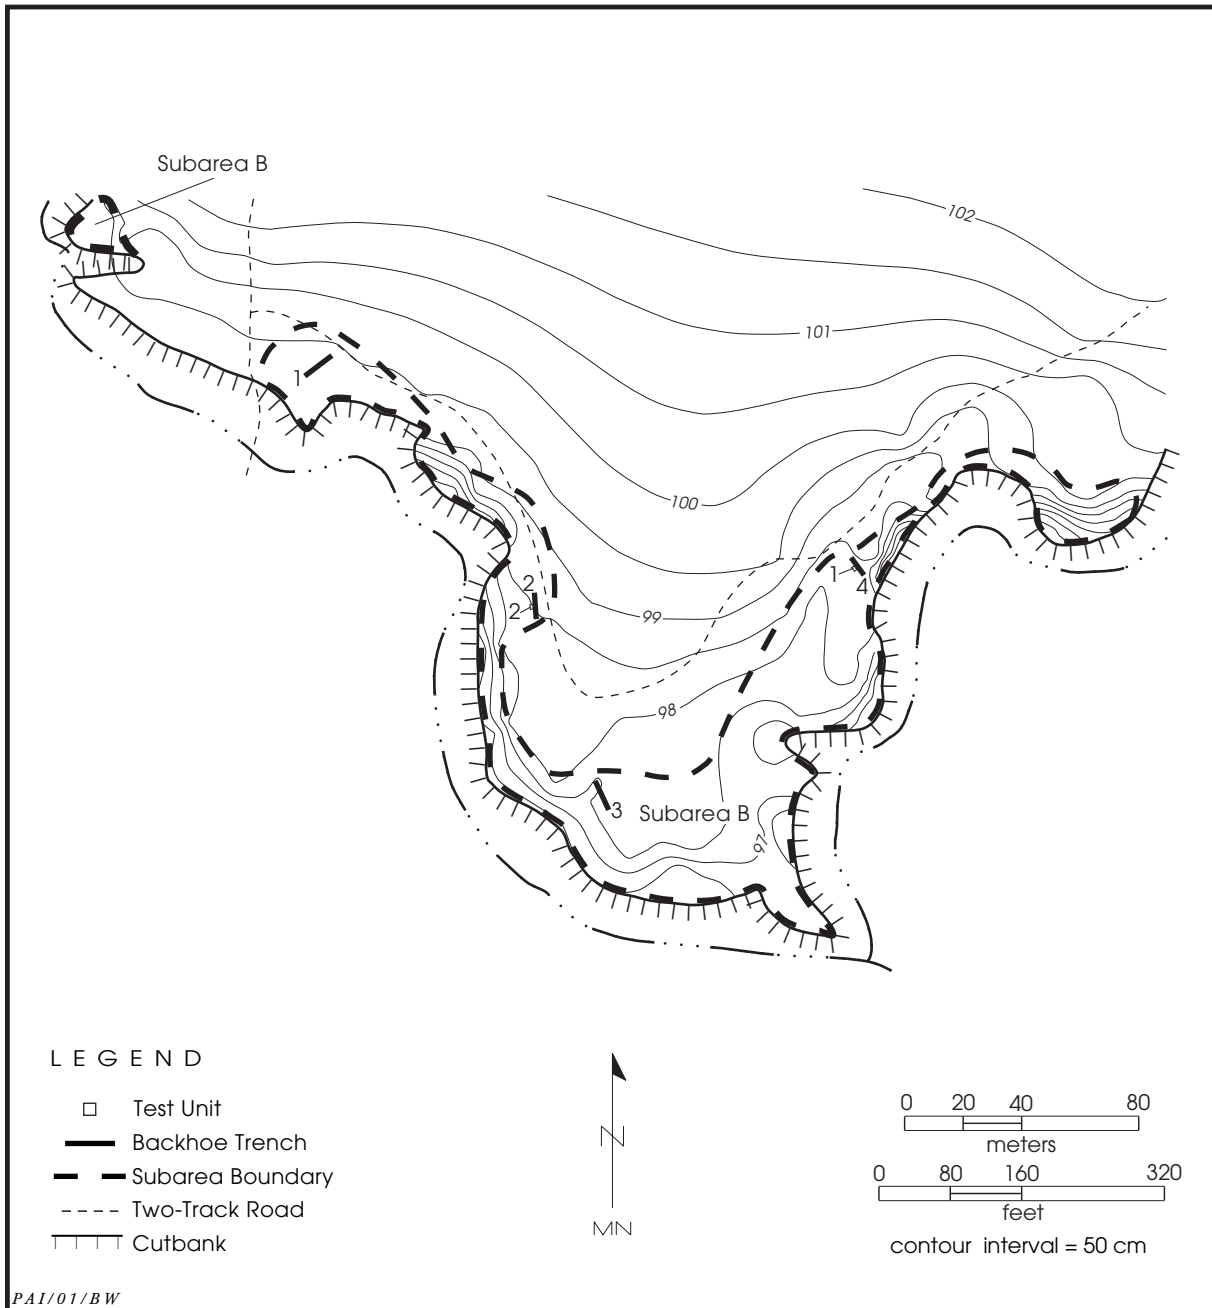 Subarea B
102
101
1
100
2
2
1
4
99
98
3
Subarea B
97
LEGEND
Test Unit
Backhoe Trench
Subarea Boundary
Two-Track Road
Cutbank
N
MN
0 20 40 80
meters
0 80 160 320
feet
contour interval = 50 cm
PAI/01/BW